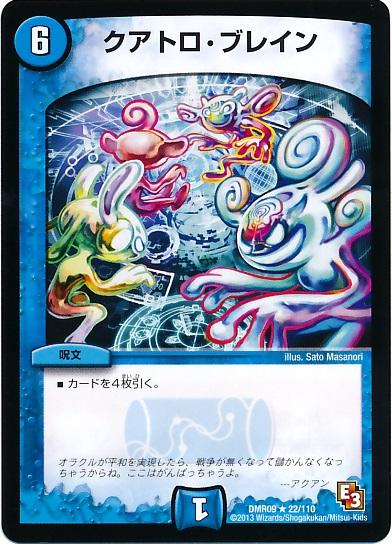 6
クアトロ・ブレイン
illus. Sato Masanori
呪文
■ カードを4枚引く。
オラクルが平和を実現したら、戦争が無くなって儲かんなくなっ
ちゃうからね。ここはがんばっちゃうよ。
---アクアン
1
DMR09 ★ 22/110
©2013 Wizards/Shogakukan/Mitsui-Kids
E3